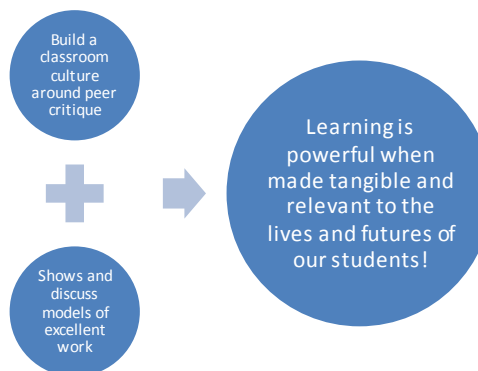 Build a
classroom
culture
around peer
critique
Shows and
discuss
models of
excellent
work
Learning is
powerful when
made tangible and
relevant to the
lives and futures of
our students!